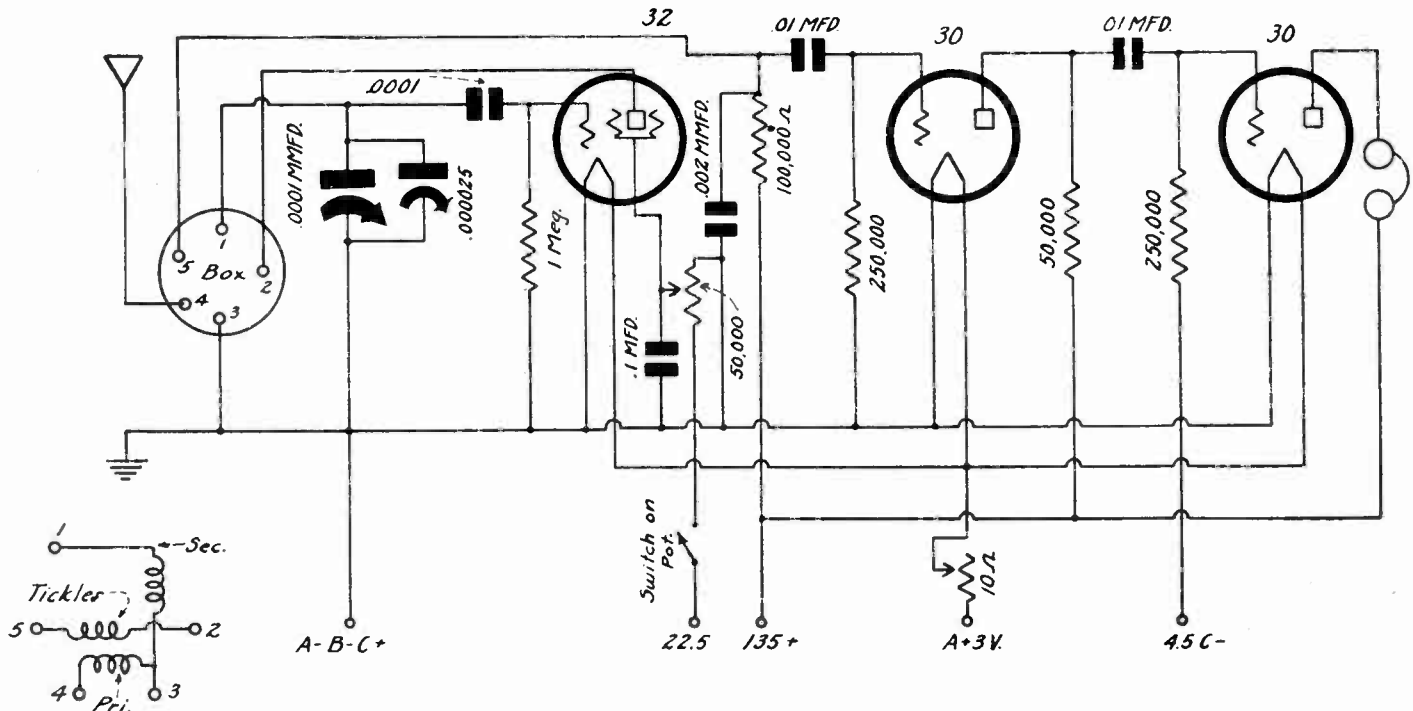 32
.01 MFD.
30
.01 MFD.
30
.0001
.0001 MMFD.
.00025
1 Meg.
.002 MMFD.
100,000 Ω
250,000
50,000
250,000
1
5
Box
2
4
3
.1 MFD.
50,000
1
Sec.
Tickler
5
2
4
3
Pri.
Switch on
Pot.
10 Ω
A- B- C+
22.5
135+
A+3V.
4.5 C-